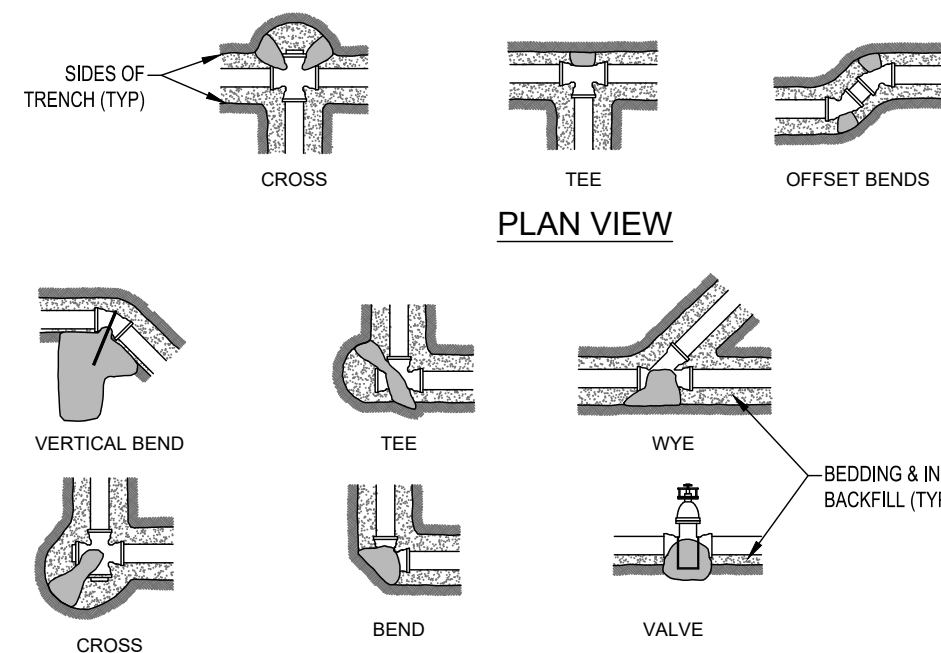 SIDES OF
TRENCH (TYP)
CROSS
TEE
OFFSET BENDS
PLAN VIEW
VERTICAL BEND
TEE
WYE
BEDDING & IN
BACKFILL (TYP
CROSS
BEND
VALVE